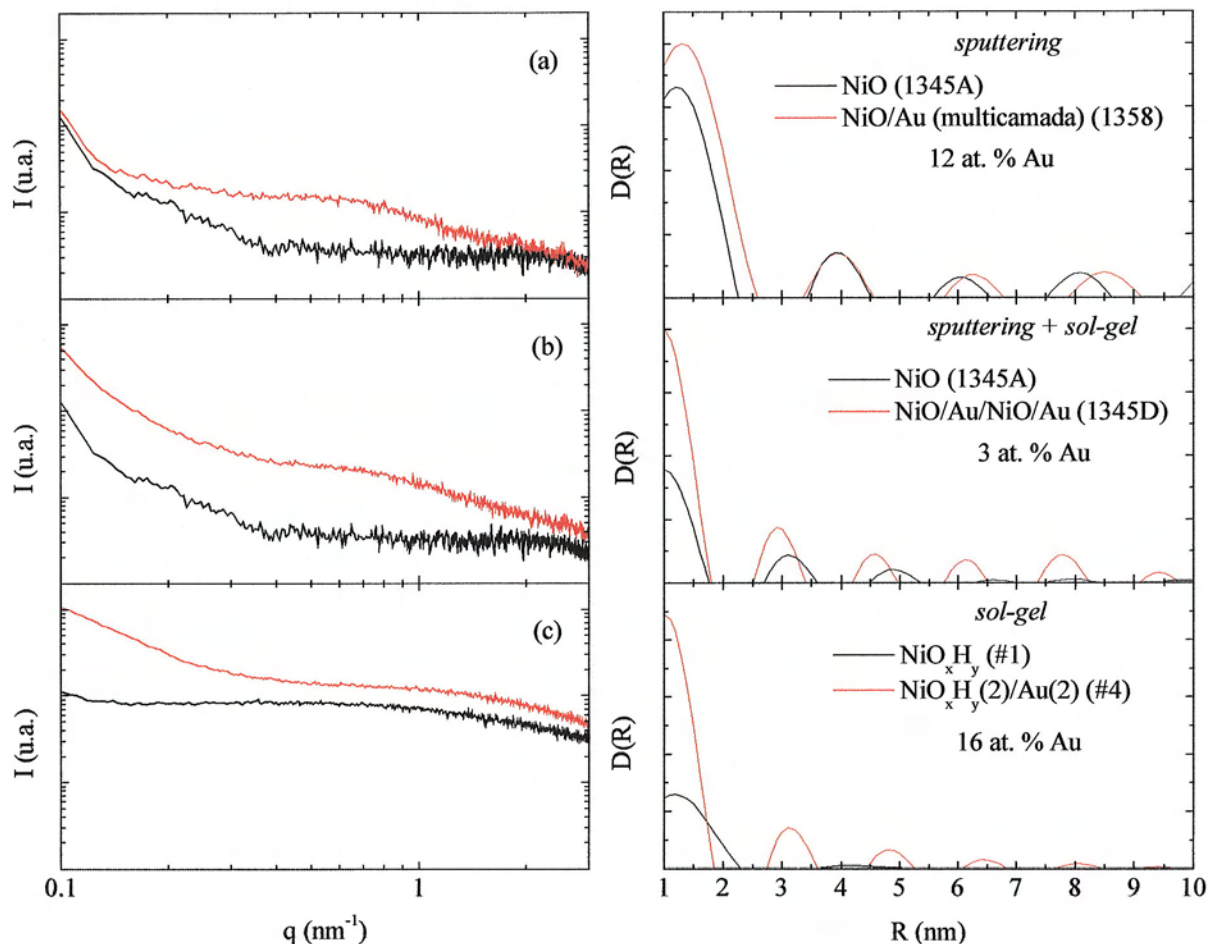 (a)
I (u.a.)
D(R)
sputtering
NiO (1345A)
NiO/Au (multicamada) (1358)
12 at. % Au
(b)
I (u.a.)
D(R)
sputtering + sol-gel
NiO (1345A)
NiO/Au/NiO/Au (1345D)
3 at. % Au
(c)
I (u.a.)
D(R)
sol-gel
NiOxHy (#1)
NiOxHy(2)/Au(2) (#4)
16 at. % Au
0.1 1
q (nm⁻¹)
1 2 3 4 5 6 7 8 9 10
R (nm)